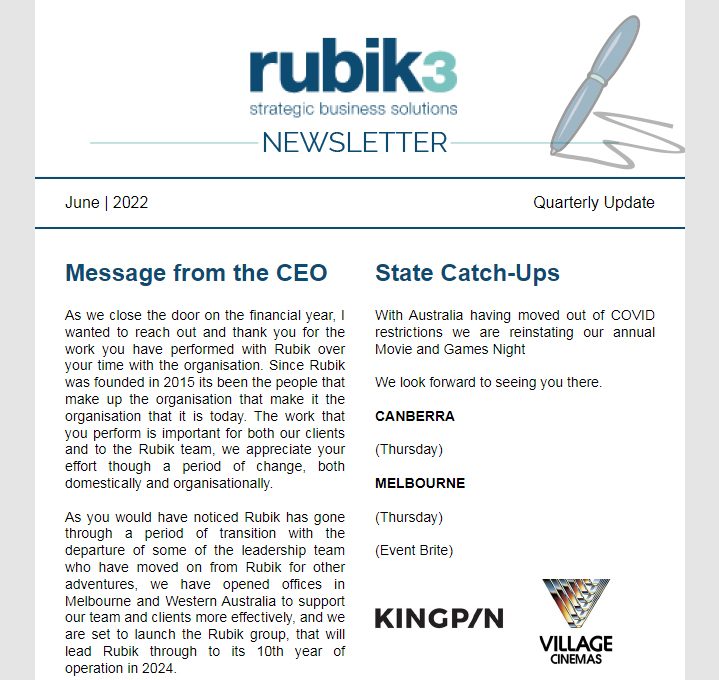 rubik3
strategic business solutions
NEWSLETTER
June | 2022
Quarterly Update
Message from the CEO
As we close the door on the financial year, I
wanted to reach out and thank you for the
work you have performed with Rubik over
your time with the organisation. Since Rubik
was founded in 2015 its been the people that
make up the organisation that make it the
organisation that it is today. The work that
you perform is important for both our clients
and to the Rubik team, we appreciate your
effort though a period of change, both
domestically and organisationally.
As you would have noticed Rubik has gone
through a period of transition with the
departure of some of the leadership team
who have moved on from Rubik for other
adventures, we have opened offices in
Melbourne and Western Australia to support
our team and clients more effectively, and we
are set to launch the Rubik group, that will
lead Rubik through to its 10th year of
operation in 2024.
State Catch-Ups
With Australia having moved out of COVID
restrictions we are reinstating our annual
Movie and Games Night
We look forward to seeing you there.
CANBERRA
(Thursday)
MELBOURNE
(Thursday)
(Event Brite)
KINGPIN
VILLAGE
CINEMAS